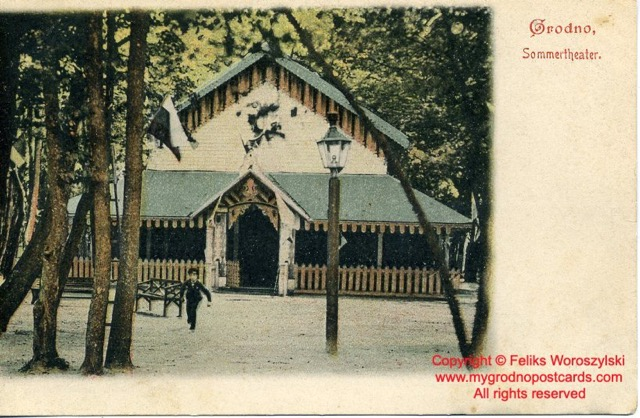 Grodno,
Sommertheater.
Copyright © Feliks Woroszylski
www.mygrodnopostcards.com
All rights reserved